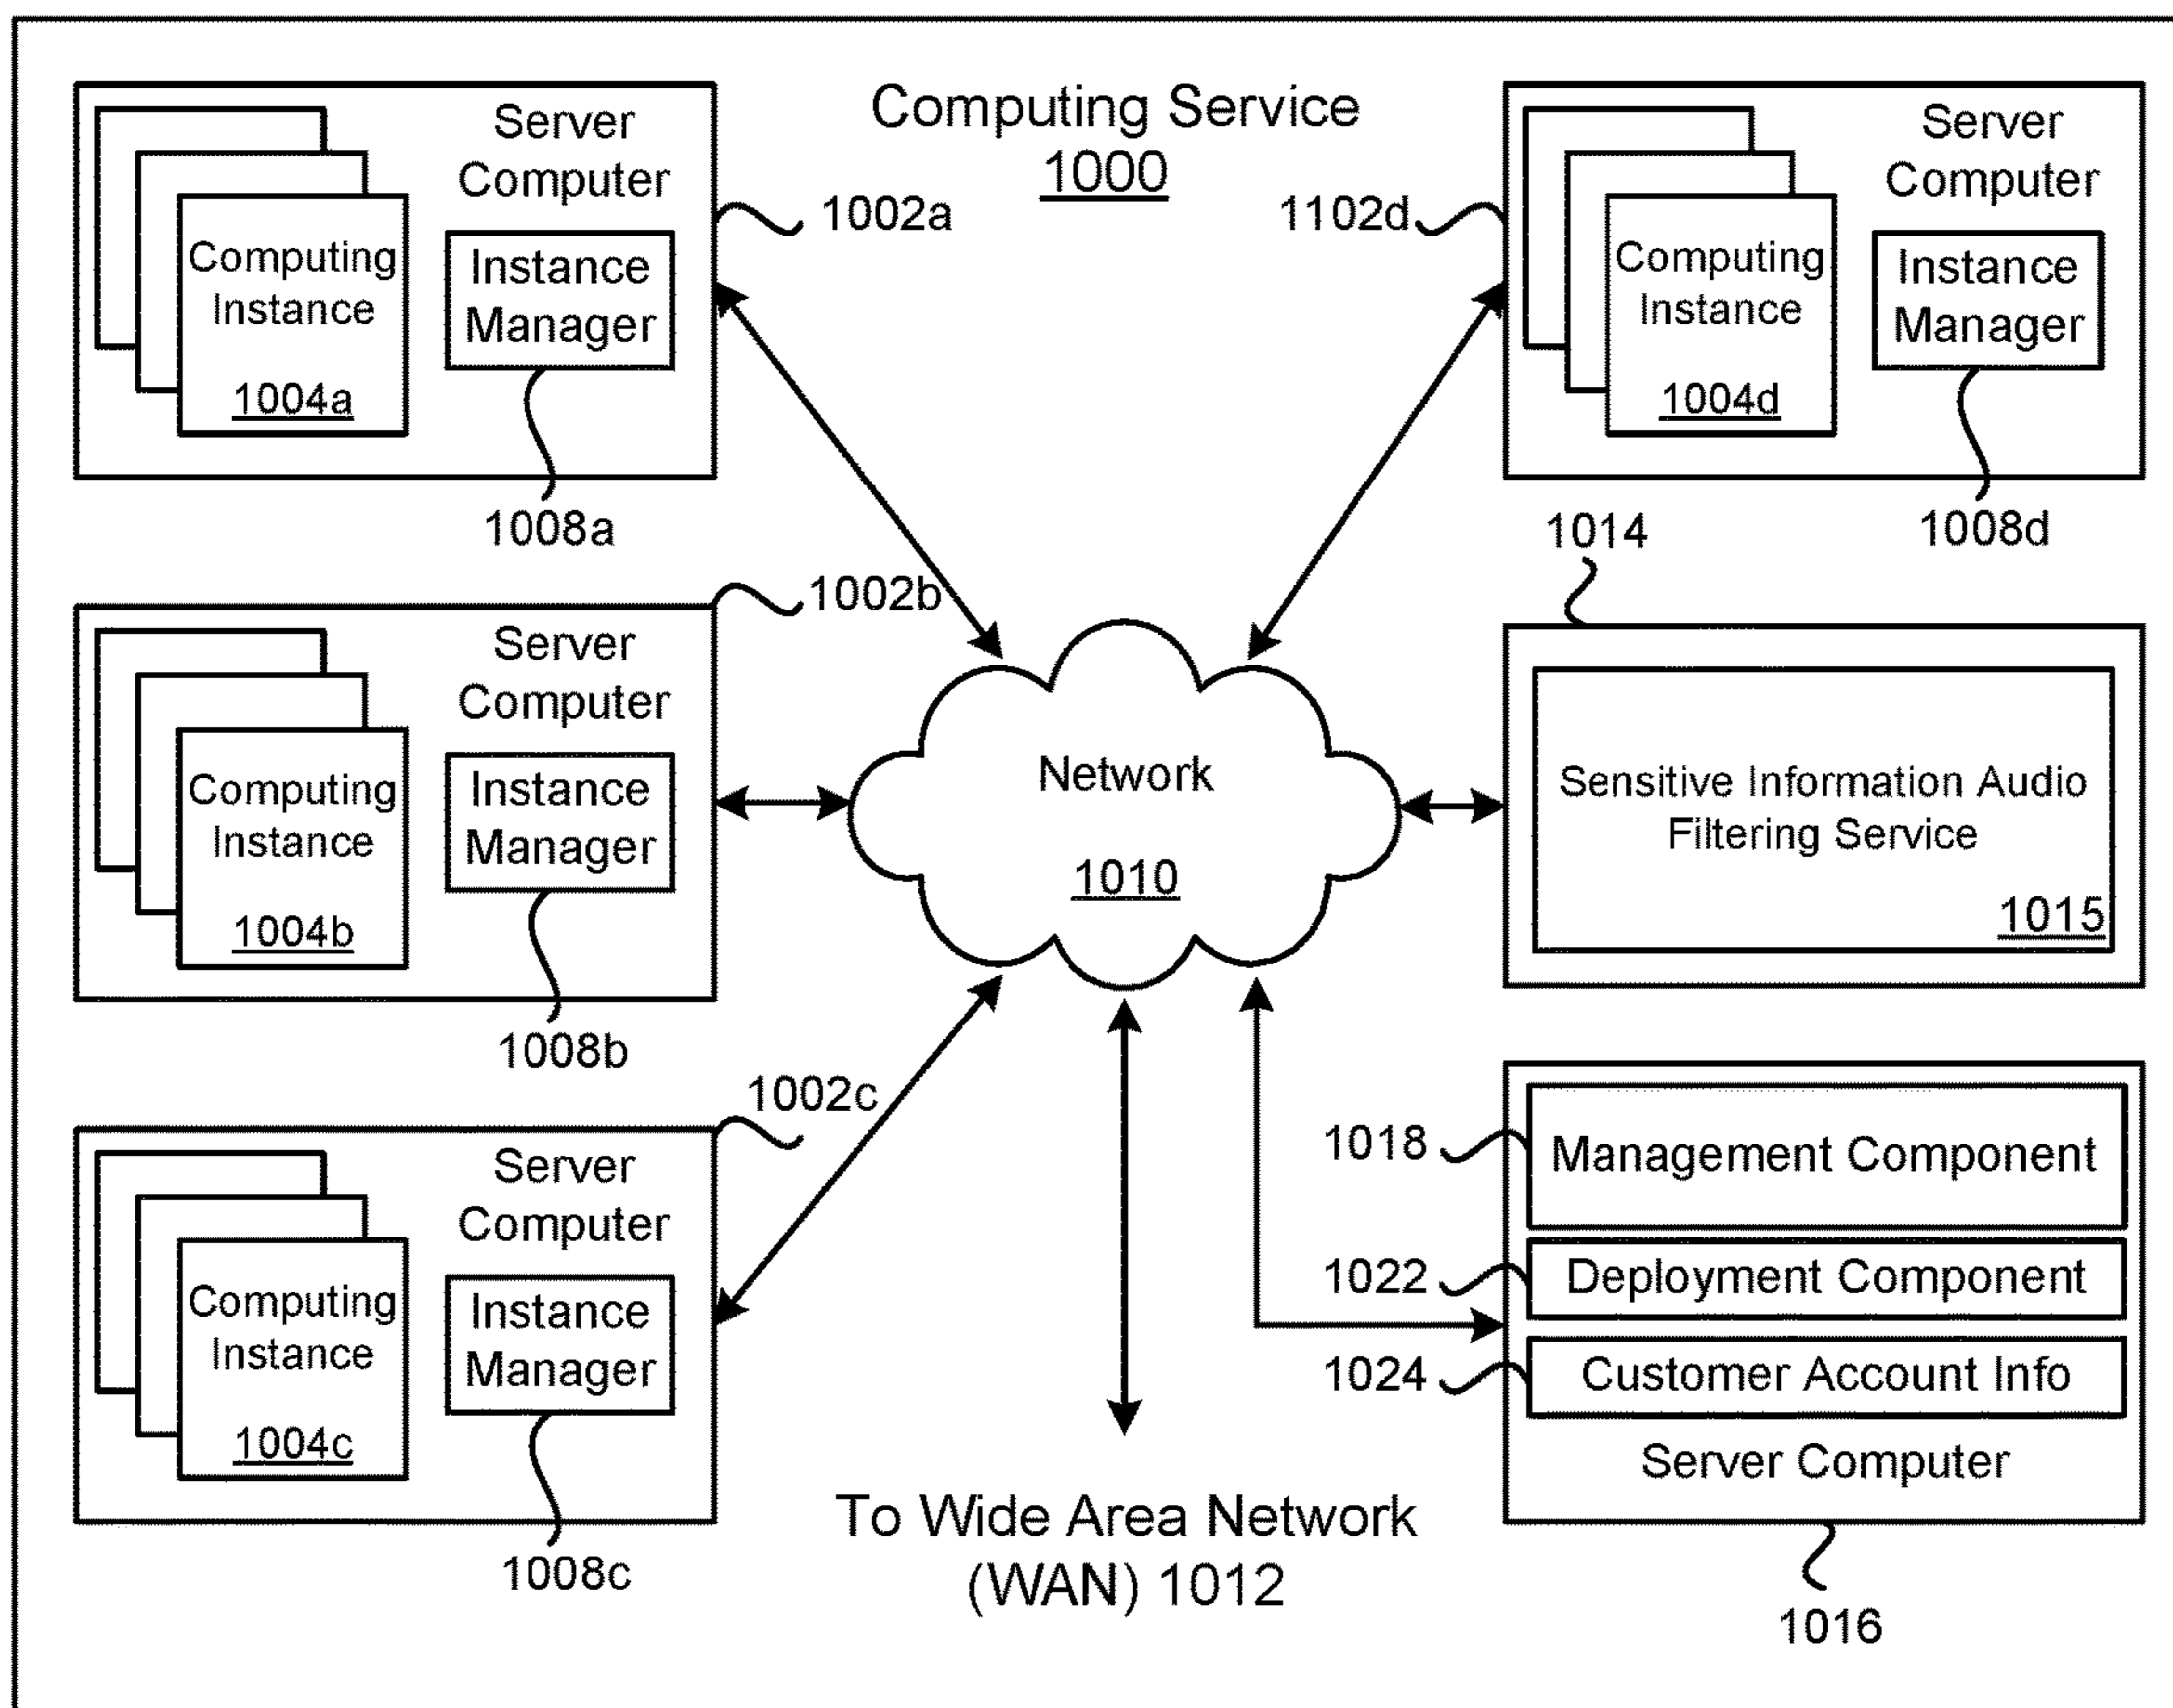 Computing Service
1000
Server
Computer
1002a
Computing
Instance
1004a
Instance
Manager
1008a
Server
Computer
1102d
Computing
Instance
1004d
Instance
Manager
1008d
Server
Computer
1002b
Computing
Instance
1004b
Instance
Manager
1008b
Network
1010
1014
Sensitive Information Audio
Filtering Service
1015
Server
Computer
1002c
Computing
Instance
1004c
Instance
Manager
1008c
To Wide Area Network
(WAN) 1012
1018
Management Component
1022
Deployment Component
1024
Customer Account Info
Server Computer
1016